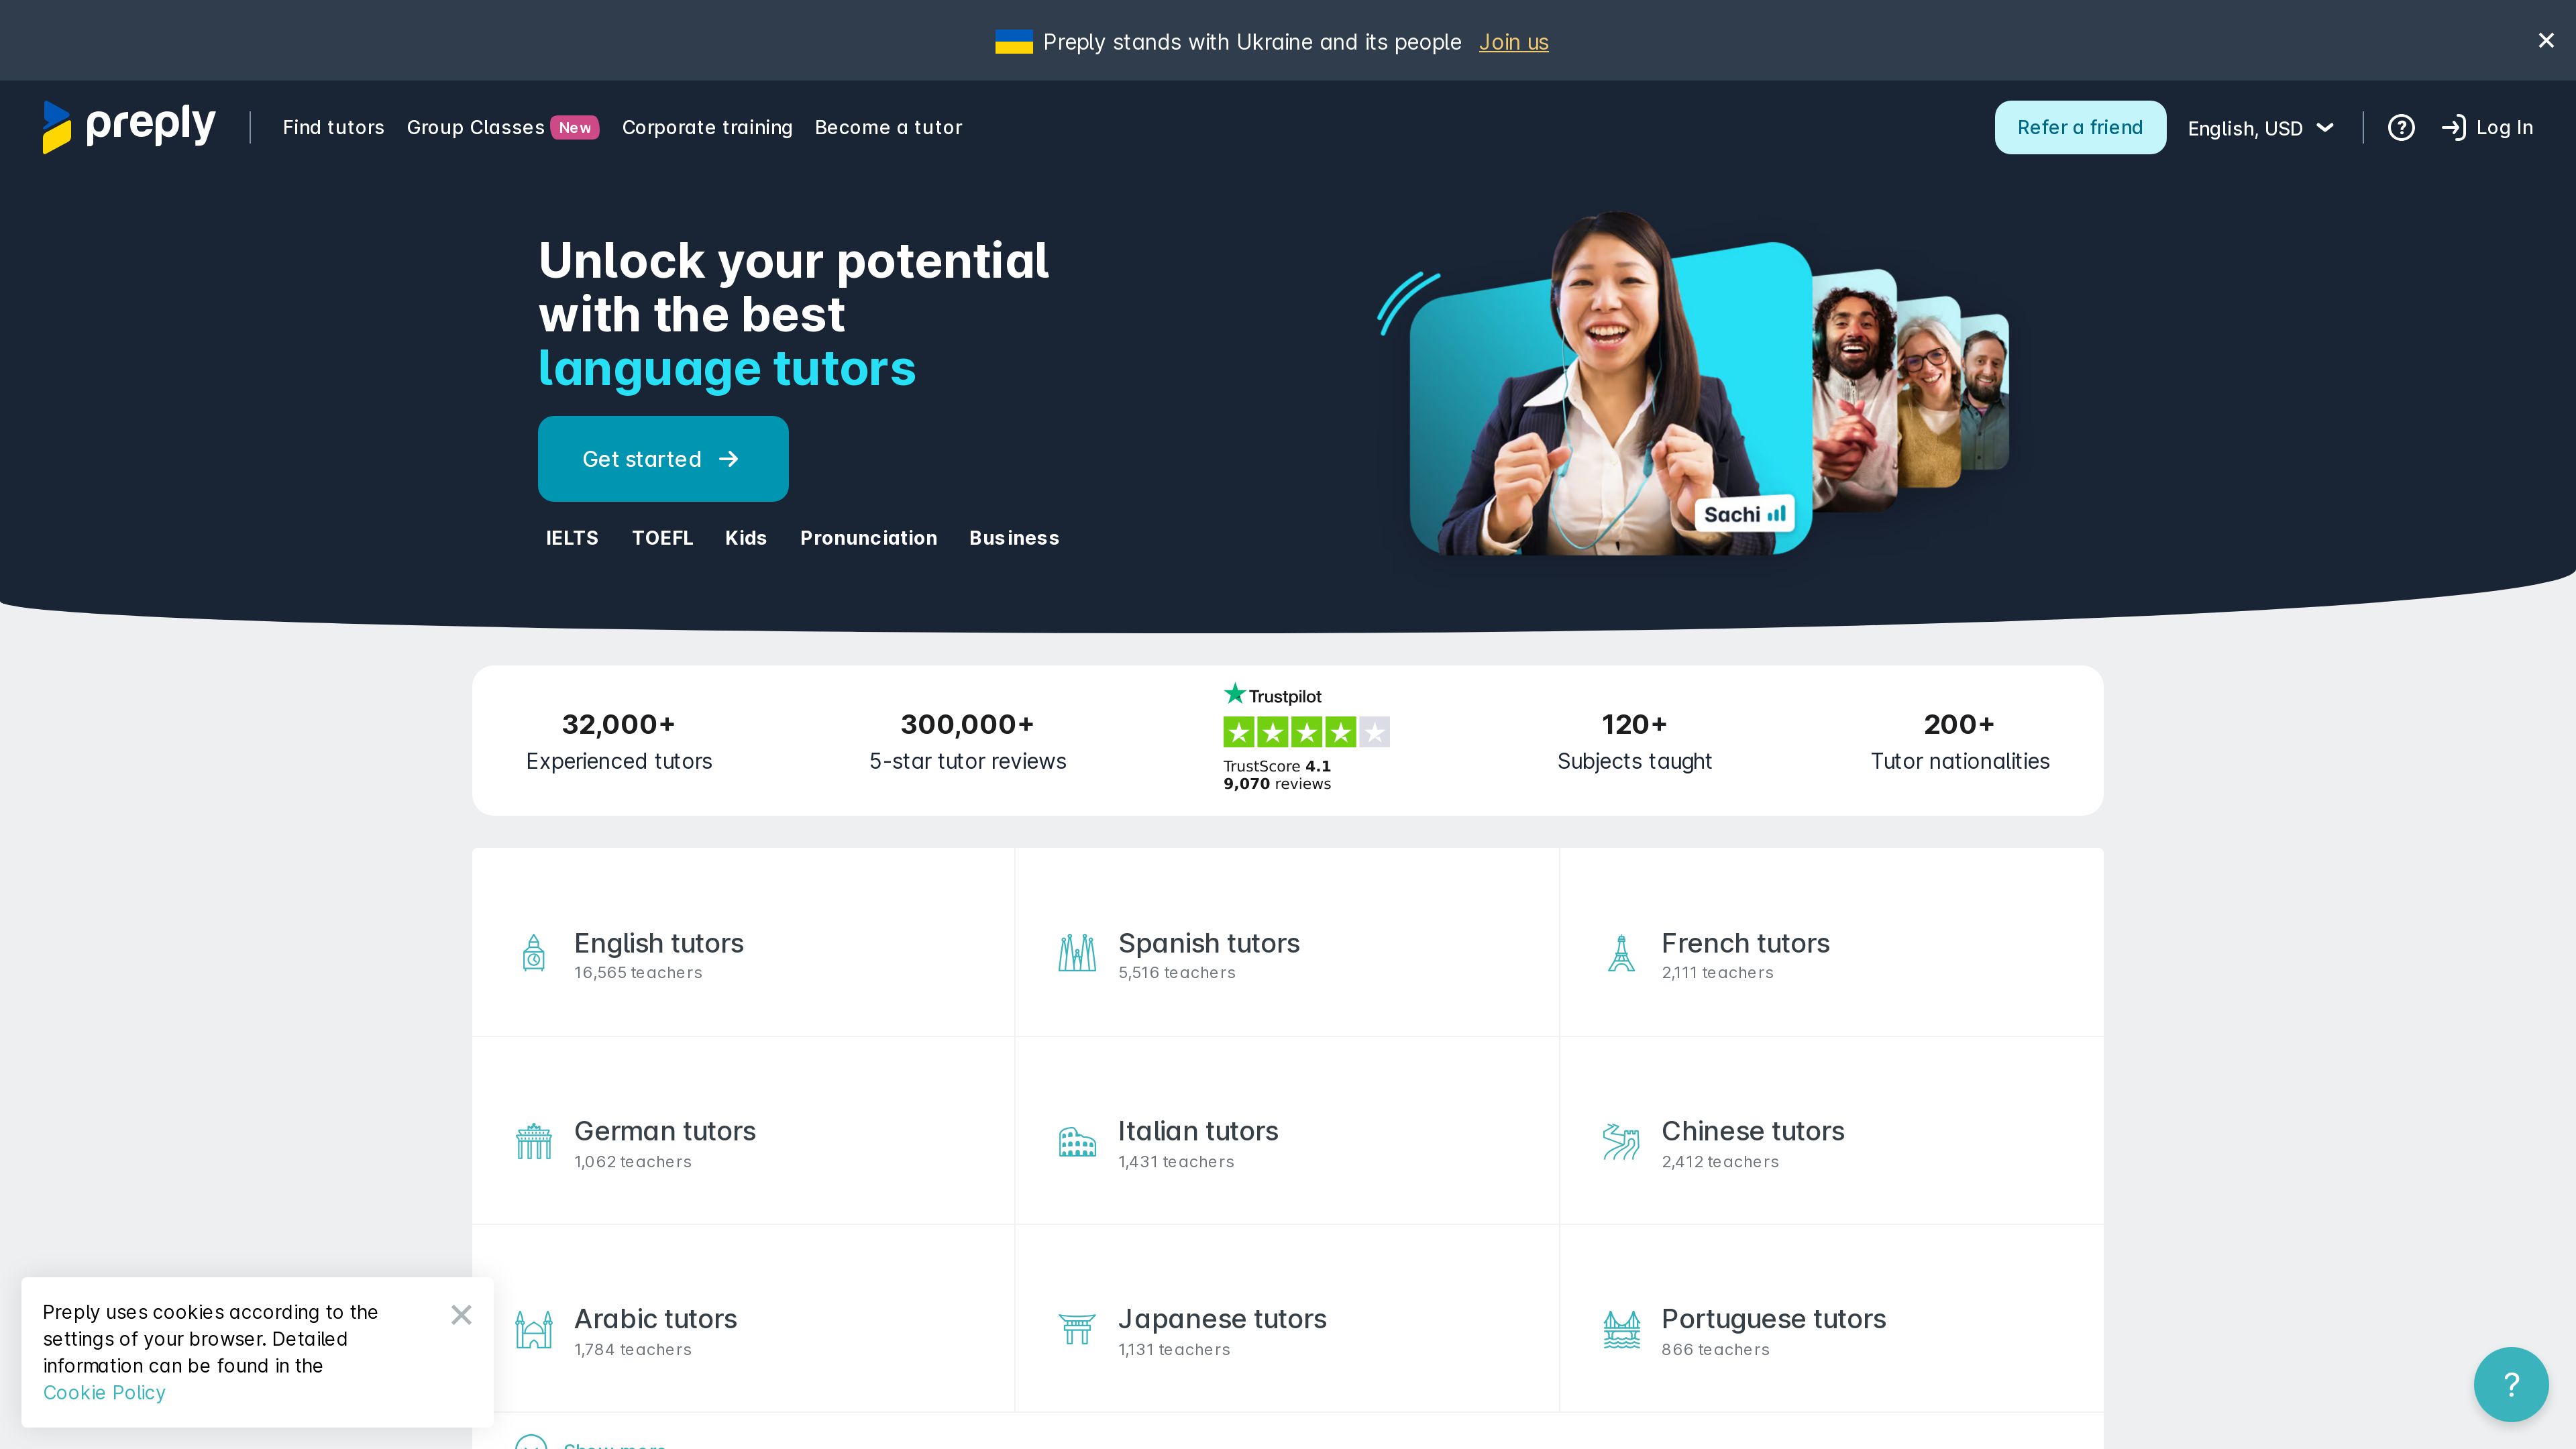 Preply stands with Ukraine and its people Join us
preply
Find tutors
Group Classes New
Corporate training
Become a tutor
Refer a friend
English, USD
Log In
Unlock your potential
with the best
language tutors
Get started
IELTS
TOEFL
Kids
Pronunciation
Business
Sachi
32,000+
Experienced tutors
300,000+
5-star tutor reviews
Trustpilot
TrustScore 4.1
9,070 reviews
120+
Subjects taught
200+
Tutor nationalities
English tutors
16,565 teachers
Spanish tutors
5,516 teachers
French tutors
2,111 teachers
German tutors
1,062 teachers
Italian tutors
1,431 teachers
Chinese tutors
2,412 teachers
Arabic tutors
1,784 teachers
Japanese tutors
1,131 teachers
Portuguese tutors
866 teachers
Show more
Preply uses cookies according to the
settings of your browser. Detailed
information can be found in the
Cookie Policy
?